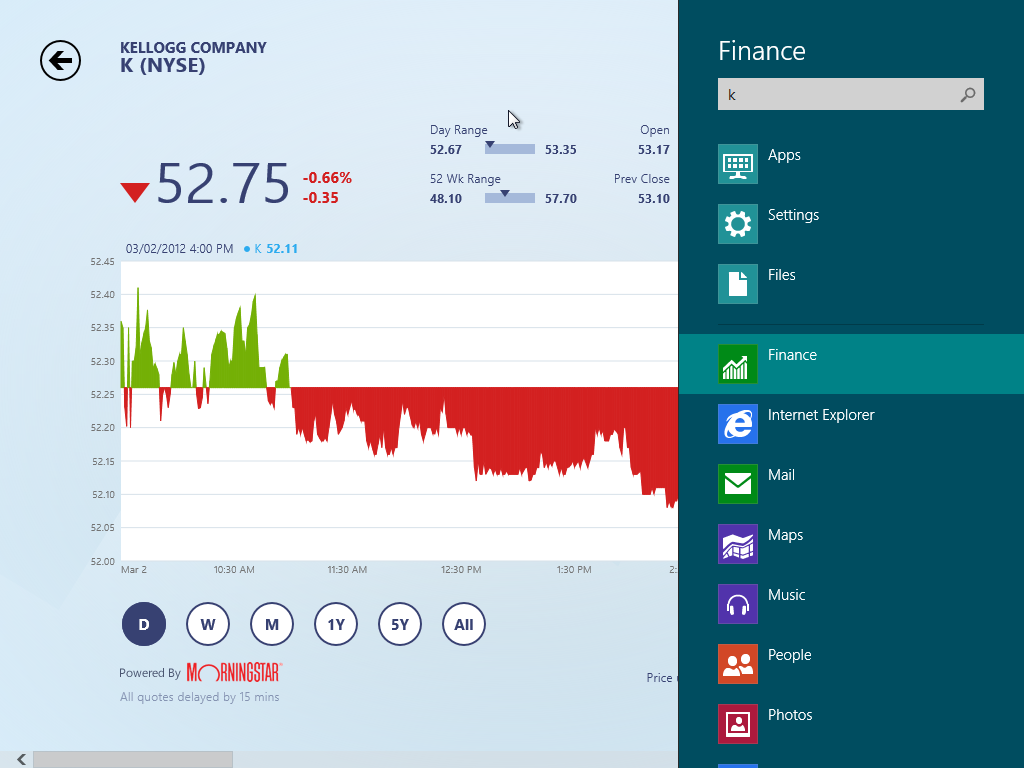 KELLOGG COMPANY
K (NYSE)
52.75
-0.66%
-0.35
Day Range
52.67
53.35
Open
53.17
52 Wk Range
48.10
57.70
Prev Close
53.10
03/02/2012 4:00 PM
K 52.11
52.45
52.40
52.35
52.30
52.25
52.20
52.15
52.10
52.05
52.00
Mar 2
10:30 AM
11:30 AM
12:30 PM
1:30 PM
2:
D
W
M
1Y
5Y
All
Powered By MORNINGSTAR®
Price
All quotes delayed by 15 mins
Finance
k
Apps
Settings
Files
Finance
Internet Explorer
Mail
Maps
Music
People
Photos